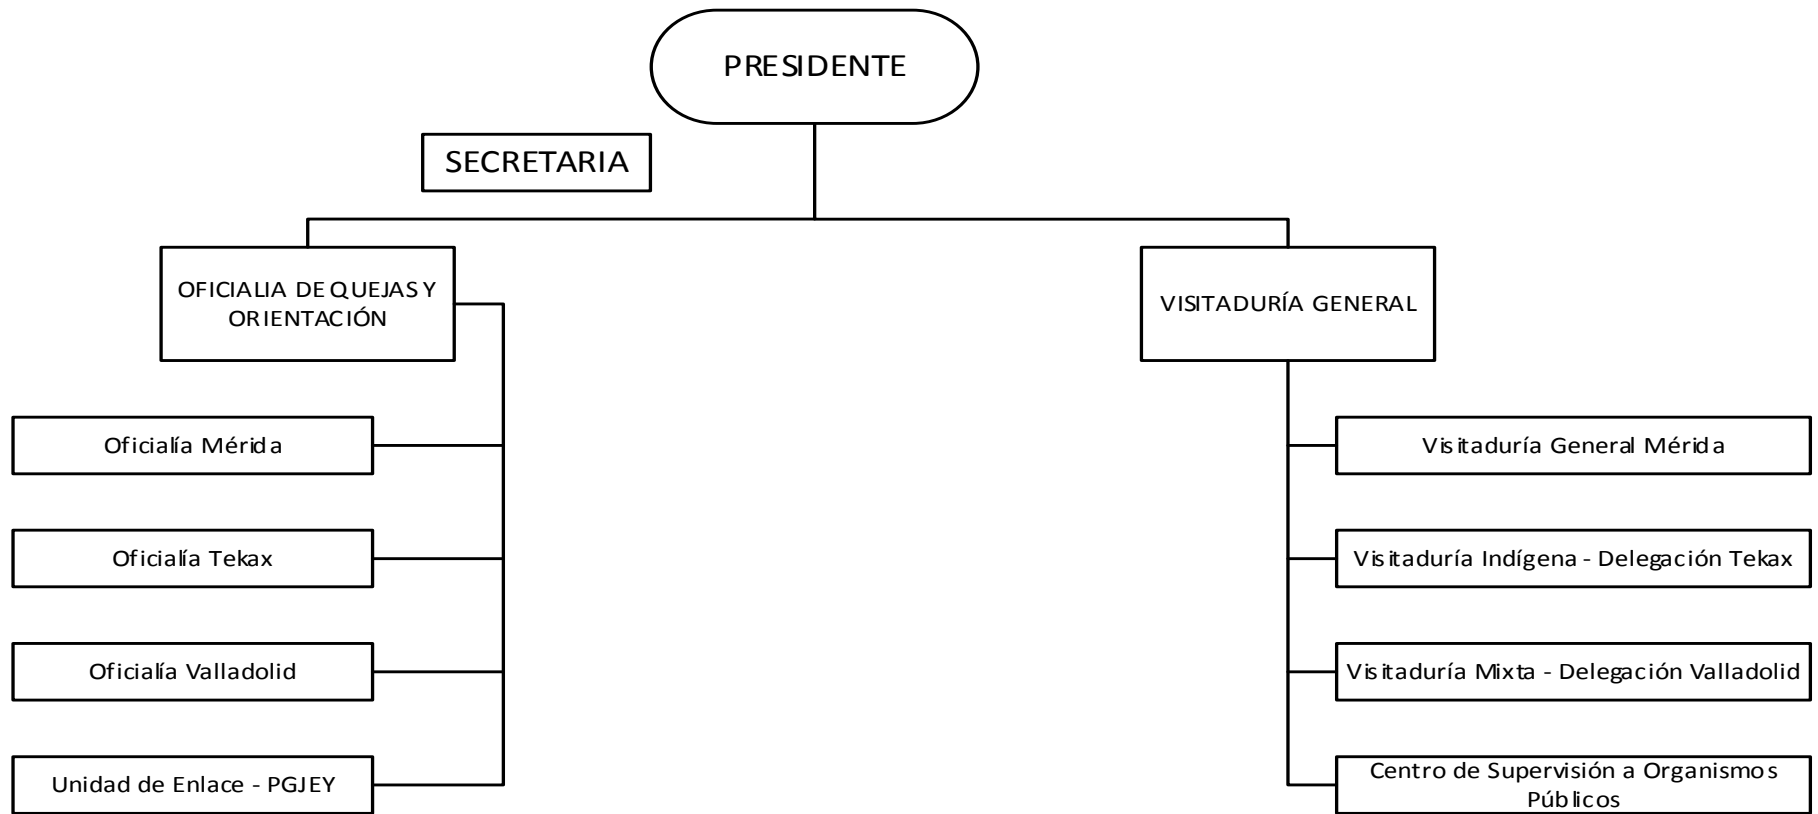 PRESIDENTE
SECRETARIA
OFICIALIA DE QUEJAS Y
ORIENTACIÓN
VISITADURÍA GENERAL
Oficialía Mérida
Visitaduría General Mérida
Oficialía Tekax
Visitaduría Indígena - Delegación Tekax
Oficialía Valladolid
Visitaduría Mixta - Delegación Valladolid
Unidad de Enlace - PGJEY
Centro de Supervisión a Organismos
Públicos